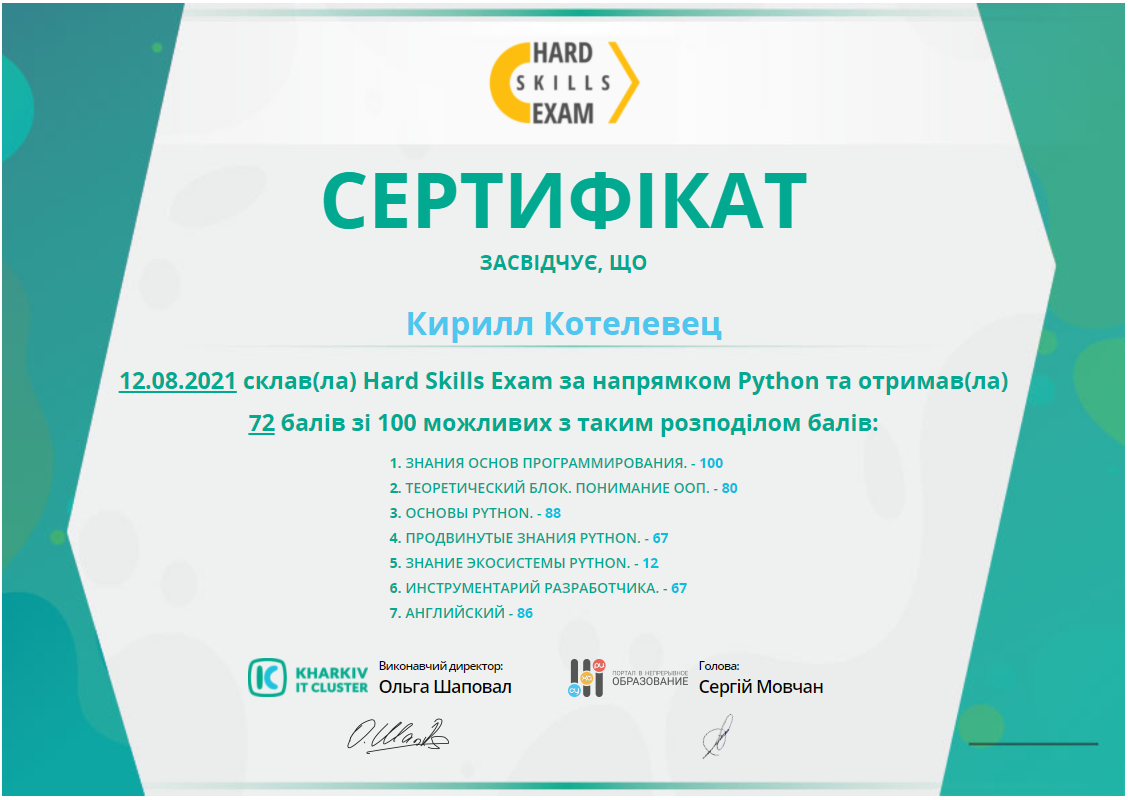 HARD
SKILLS
EXAM
СЕРТИФІКАТ
ЗАСВІДЧУЄ, ЩО
Кирилл Котелевец
12.08.2021 склав(ла) Hard Skills Exam за напрямком Python та отримав(ла)
72 балів зі 100 можливих з таким розподілом балів:
1. ЗНАНИЯ ОСНОВ ПРОГРАММИРОВАНИЯ. - 100
2. ТЕОРЕТИЧЕСКИЙ БЛОК. ПОНИМАНИЕ ООП. - 80
3. ОСНОВЫ PYTHON. - 88
4. ПРОДВИНУТЫЕ ЗНАНИЯ PYTHON. - 67
5. ЗНАНИЕ ЭКОСИСТЕМЫ PYTHON. - 12
6. ИНСТРУМЕНТАРИЙ РАЗРАБОТЧИКА. - 67
7. АНГЛИЙСКИЙ - 86
KHARKIV
IT CLUSTER
Виконавчий директор:
Ольга Шаповал
ПОРТАЛ В НЕПРЕРЫВНОЕ
ОБРАЗОВАНИЕ
Голова:
Сергій Мовчан